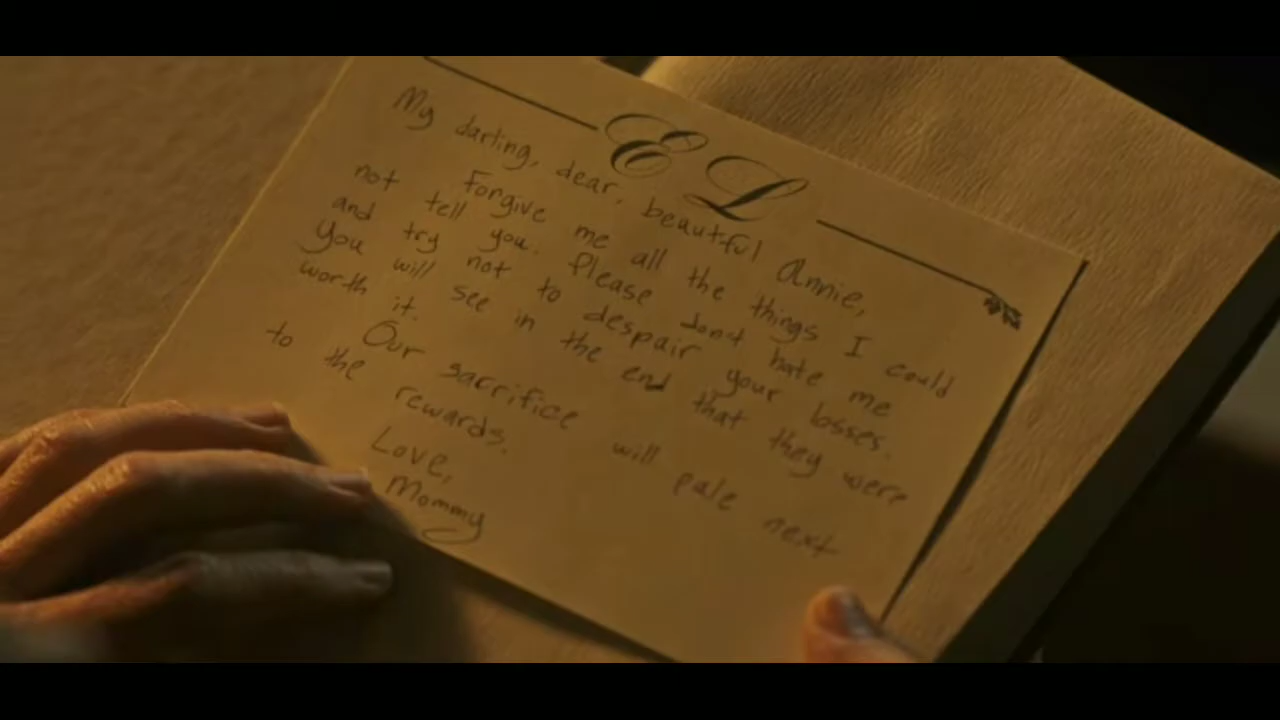 E L
My darling, dear, beautiful Annie,
Forgive me all the things I could
not tell you. Please don't hate me
and try not to despair your losses.
You will see in the end that they were
worth it.
Our sacrifice will pale next
to the rewards.
Love,
Mommy